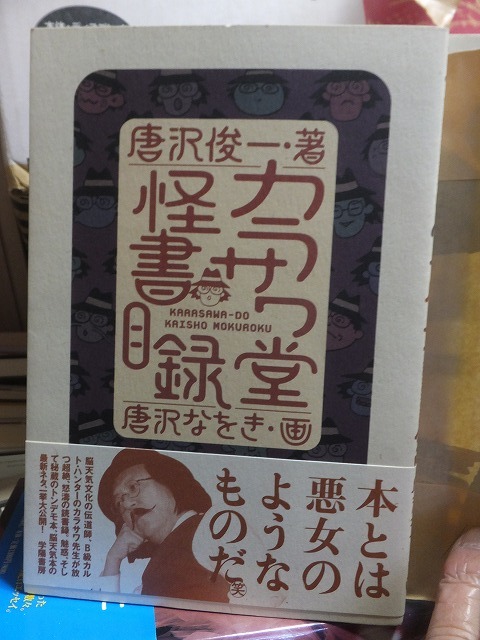 唐沢俊一・著
カラサワ堂
怪書目録
KARASAWA-DO
KAISHO MOKUROKU
唐沢なをき・画
本とは
悪女の
ような
ものだ(笑)
脳天気文化の伝道師、B級カル
ト・ハンターのカラサワ先生が放
つ超絶、怒濤の読書録。魅惑、そし
て秘蔵のトンデモ本、脳天気本の
最新ネタ、一挙大公開！ 学陽書房